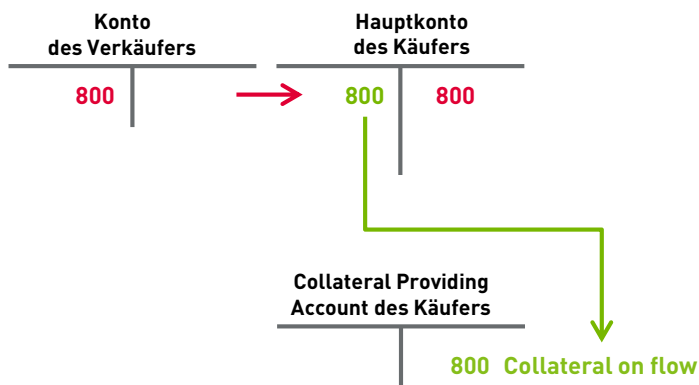 Konto
des Verkäufers
Hauptkonto
des Käufers
800
800
800
Collateral Providing
Account des Käufers
800 Collateral on flow